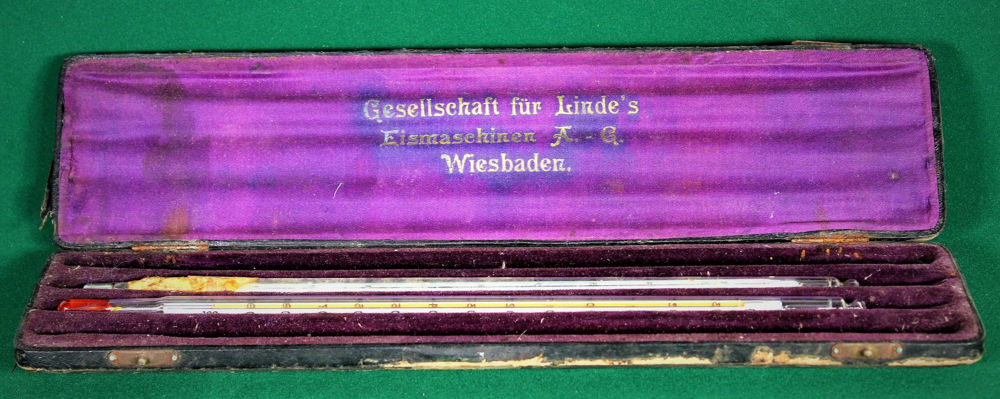 Gesellschaft für Linde's
Eismaschinen A.-G.
Wiesbaden.